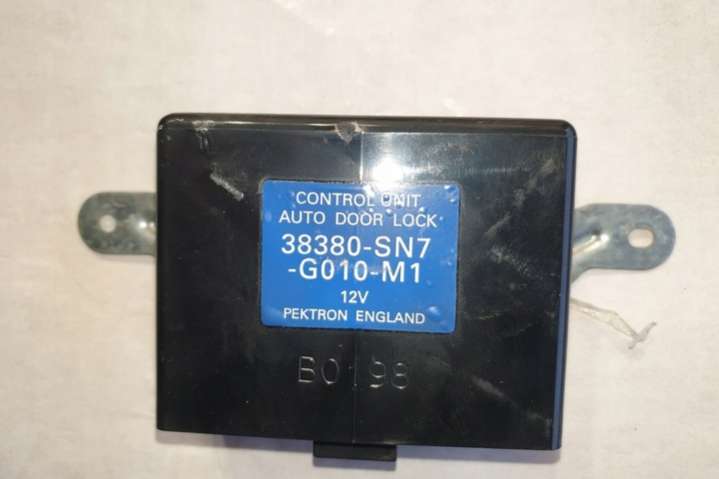 CONTROL UNIT
AUTO DOOR LOCK
38380-SN7
-G010-M1
12V
PEKTRON ENGLAND
B0198